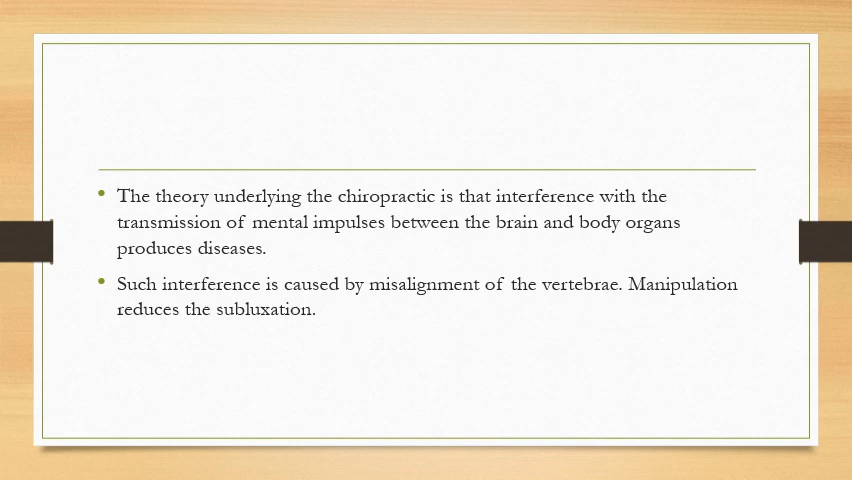 • The theory underlying the chiropractic is that interference with the
transmission of mental impulses between the brain and body organs
produces diseases.
• Such interference is caused by misalignment of the vertebrae. Manipulation
reduces the subluxation.